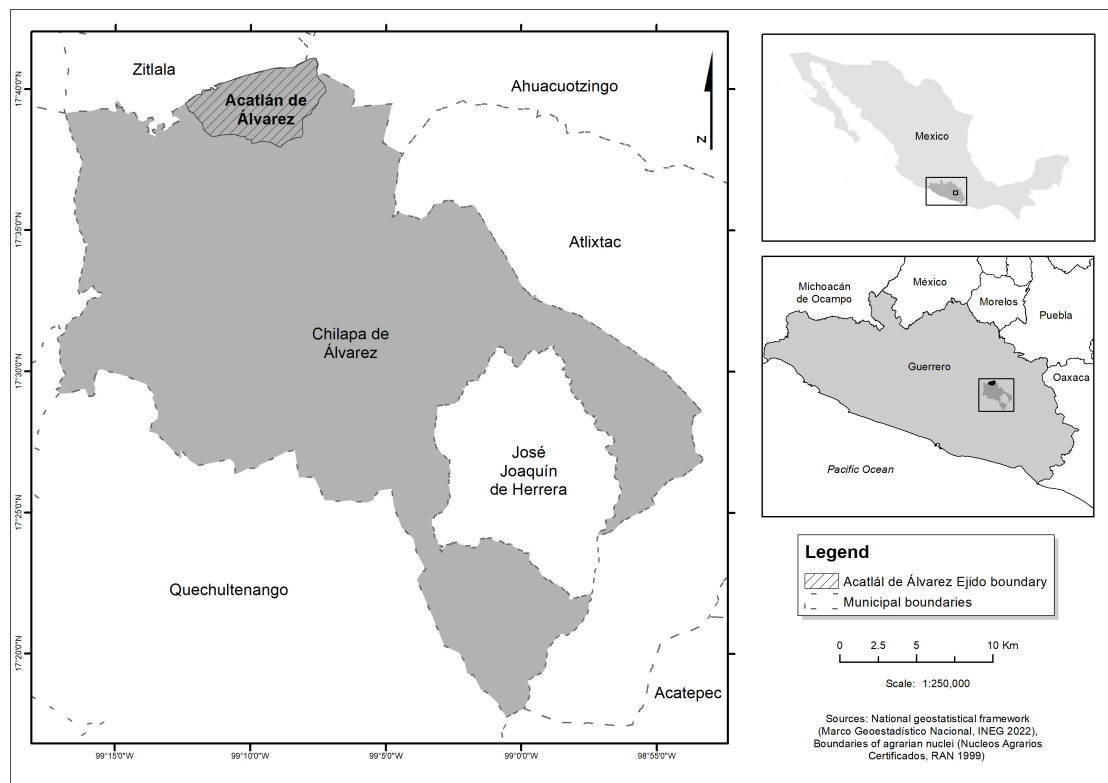 Zitlala
Acatlán de
Álvarez
Ahuacuotzingo
Atlixtac
Chilapa de
Álvarez
José
Joaquín
de Herrera
Quechultenango
Acatepec
N
17°40'0"N
17°35'0"N
17°30'0"N
17°25'0"N
17°20'0"N
99°15'0"W
99°10'0"W
99°5'0"W
99°0'0"W
98°55'0"W
Mexico
Michoacán
de Ocampo
México
Morelos
Puebla
Guerrero
Oaxaca
Pacific Ocean
Legend
Acatlál de Álvarez Ejido boundary
Municipal boundaries
0 2.5 5 10 Km
Scale: 1:250,000
Sources: National geostatistical framework
(Marco Geoestadístico Nacional, INEG 2022),
Boundaries of agrarian nuclei (Nucleos Agrarios
Certificados, RAN 1999)